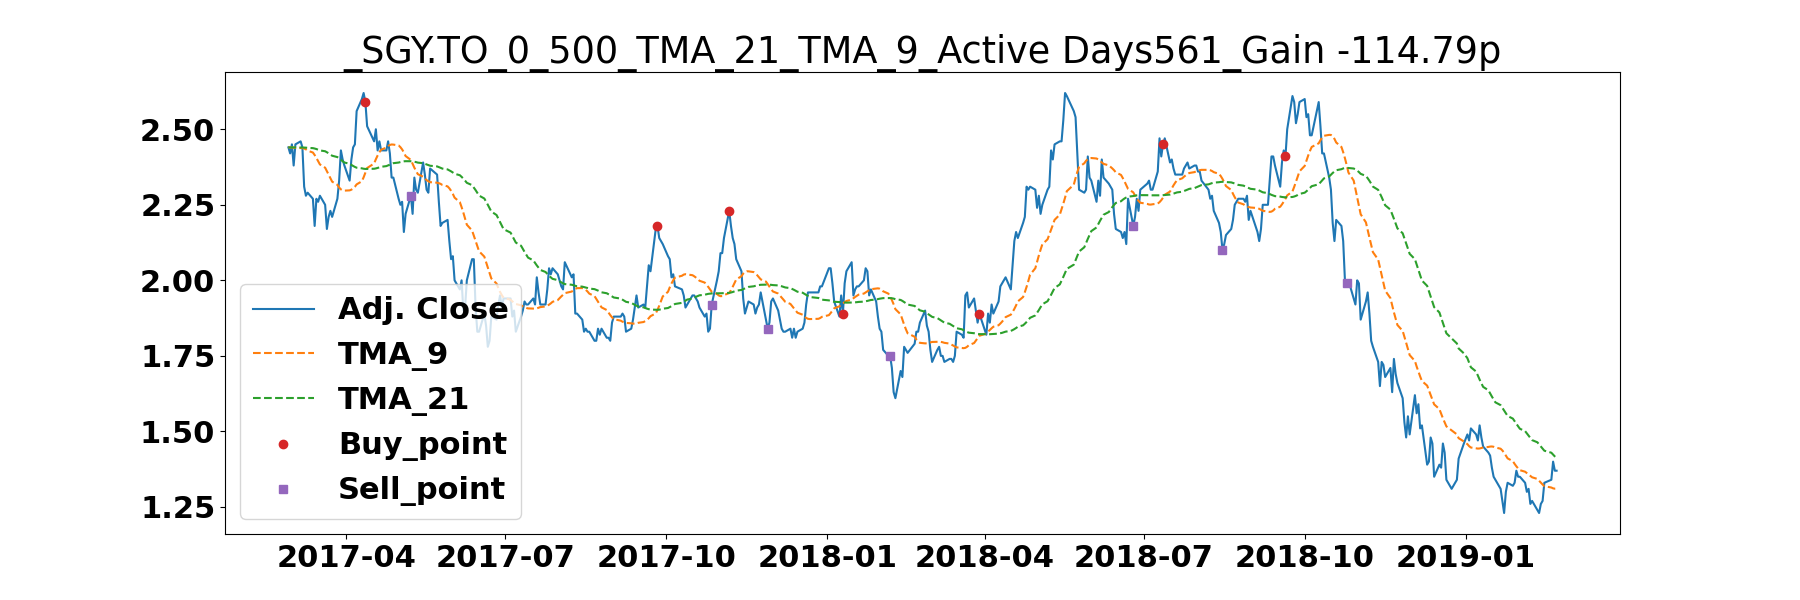 _SGY.TO_0_500_TMA_21_TMA_9_Active Days561_Gain -114.79p
2.50
2.25
2.00
1.75
1.50
1.25
Adj. Close
TMA_9
TMA_21
Buy_point
Sell_point
2017-04 2017-07 2017-10 2018-01 2018-04 2018-07 2018-10 2019-01